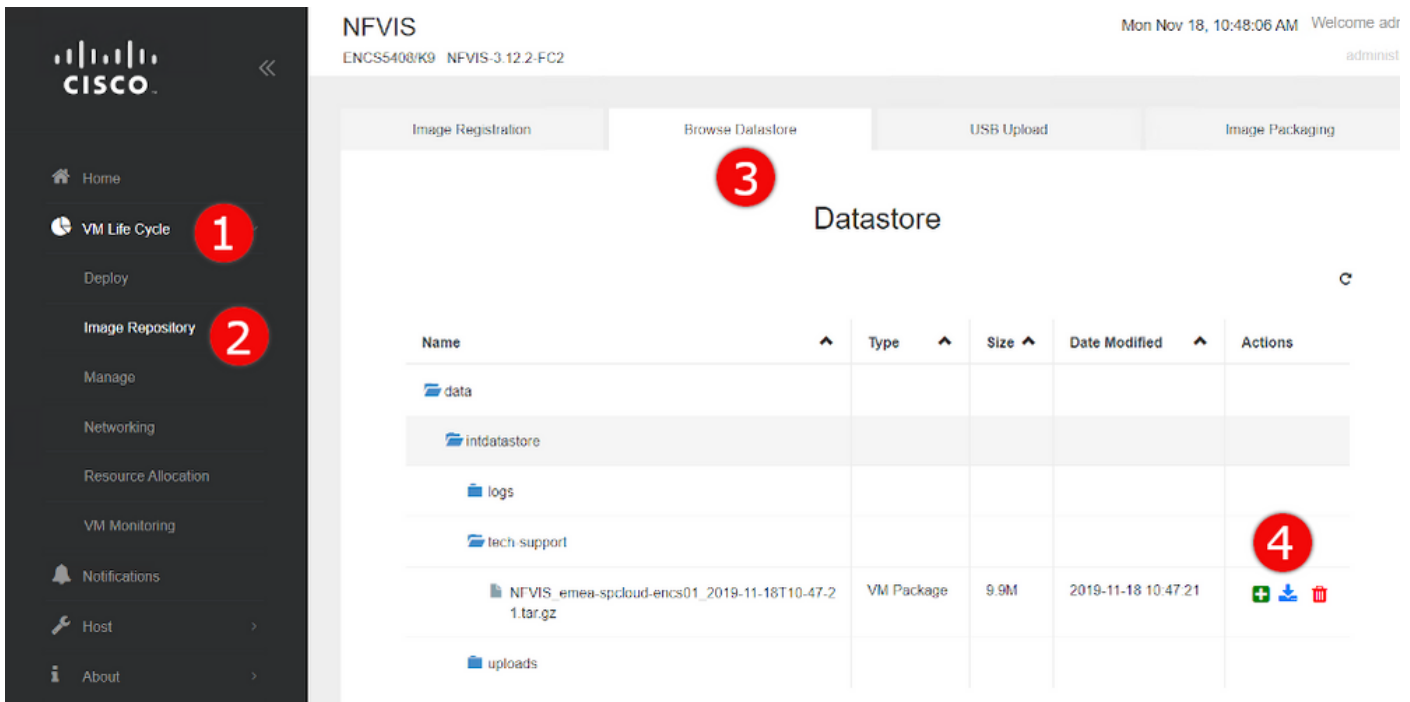 CISCO
Home
VM Life Cycle
1
Deploy
Image Repository
2
Manage
Networking
Resource Allocation
VM Monitoring
Notifications
Host
About
NFVIS
Mon Nov 18, 10:48:06 AM Welcome adr
ENCS5408/K9 NFVIS-3.12.2-FC2
administ
Image Registration Browse Datastore USB Upload Image Packaging
3
Datastore
Name Type Size Date Modified Actions
data
intdatastore
logs
tech-support
4
NFVIS_emea-spcloud-encs01_2019-11-18T10-47-2 VM Package 9.9M 2019-11-18 10:47:21
1.tar.gz
uploads